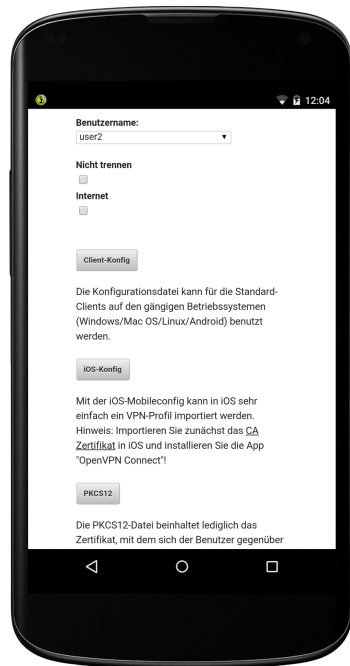 12:04
Benutzername:
user2
Nicht trennen
Internet
Client-Konfig
Die Konfigurationsdatei kann für die Standard-
Clients auf den gängigen Betriebssystemen
(Windows/Mac OS/Linux/Android) benutzt
werden.
iOS-Konfig
Mit der iOS-Mobileconfig kann in iOS sehr
einfach ein VPN-Profil importiert werden.
Hinweis: Importieren Sie zunächst das CA
Zertifikat in iOS und installieren Sie die App
"OpenVPN Connect"!
PKCS12
Die PKCS12-Datei beinhaltet lediglich das
Zertifikat, mit dem sich der Benutzer gegenüber